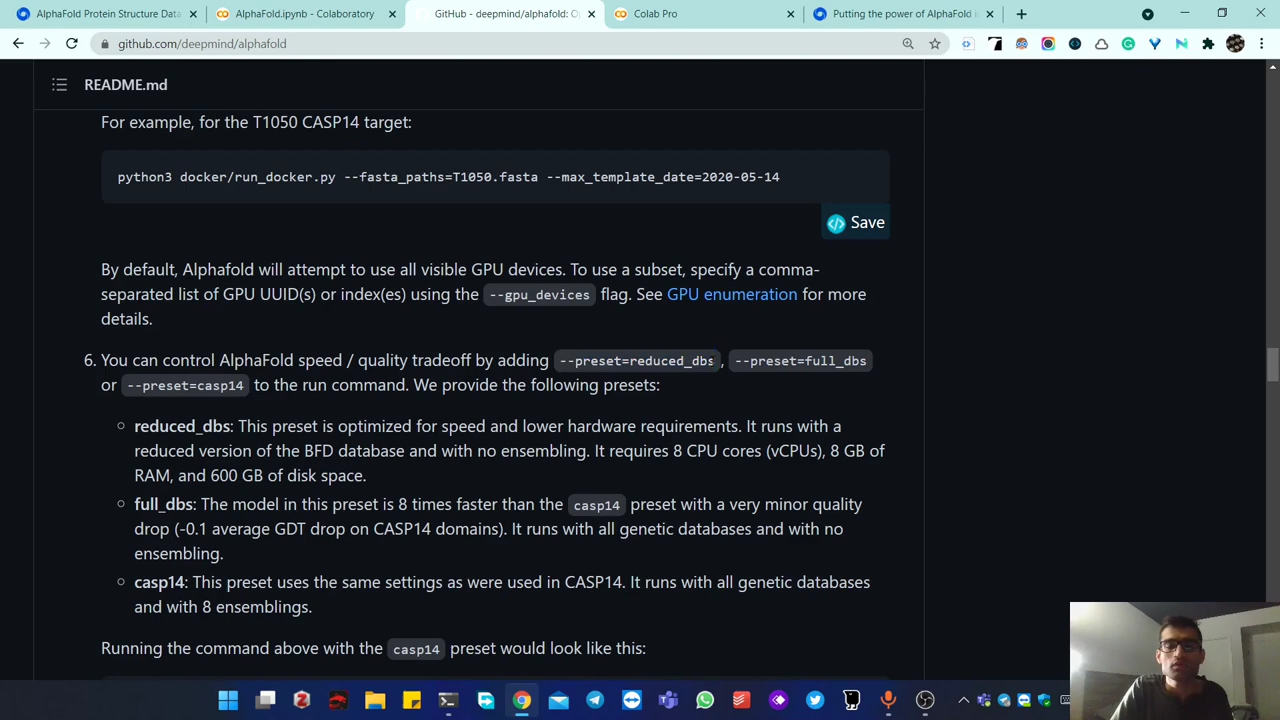 AlphaFold Protein Structure Data
AlphaFold.ipynb - Colaboratory
GitHub - deepmind/alphafold: Op
Colab Pro
Putting the power of AlphaFold i
github.com/deepmind/alphafold
README.md
For example, for the T1050 CASP14 target:
python3 docker/run_docker.py --fasta_paths=T1050.fasta --max_template_date=2020-05-14
Save
By default, Alphafold will attempt to use all visible GPU devices. To use a subset, specify a comma-
separated list of GPU UUID(s) or index(es) using the --gpu_devices flag. See GPU enumeration for more
details.
6. You can control AlphaFold speed / quality tradeoff by adding --preset=reduced_dbs, --preset=full_dbs
or --preset=casp14 to the run command. We provide the following presets:
reduced_dbs: This preset is optimized for speed and lower hardware requirements. It runs with a
reduced version of the BFD database and with no ensembling. It requires 8 CPU cores (vCPUs), 8 GB of
RAM, and 600 GB of disk space.
full_dbs: The model in this preset is 8 times faster than the casp14 preset with a very minor quality
drop (-0.1 average GDT drop on CASP14 domains). It runs with all genetic databases and with no
ensembling.
casp14: This preset uses the same settings as were used in CASP14. It runs with all genetic databases
and with 8 ensemblings.
Running the command above with the casp14 preset would look like this: